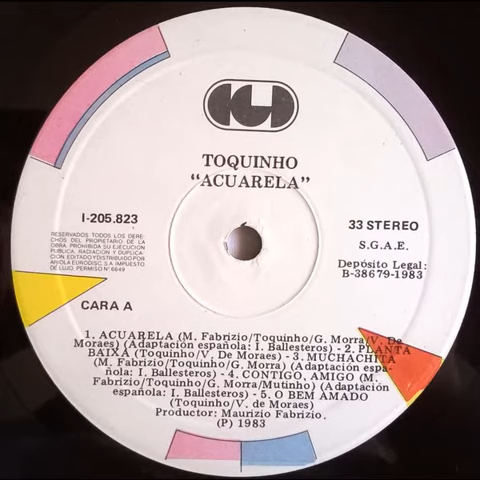 TOQUINHO
"ACUARELA"
I-205.823
RESERVADOS TODOS LOS DERE-
CHOS DEL PROPIETARIO DE LA
OBRA. PROHIBIDA SU EJECUCION
PUBLICA, RADIACION Y DUPLICA-
CION. EDITADO Y DISTRIBUIDO POR
ARIOLA EURODISC. S.A. IMPUESTO
DE LUJO. PERMISO Nº 6649
33 STEREO
S.G.A.E.
Depósito Legal:
B-38679-1983
CARA A
1. ACUARELA (M. Fabrizio/Toquinho/G. Morra/V. De
Moraes) (Adaptación española: I. Ballesteros) - 2. PLANTA
BAIXA (Toquinho/V. De Moraes) - 3. MUCHACHITA
(M. Fabrizio/Toquinho/G. Morra) (Adaptación espa-
ñola: I. Ballesteros) - 4. CONTIGO, AMIGO (M.
Fabrizio/Toquinho/G. Morra/Mutinho) (Adaptación
española: I. Ballesteros) - 5. O BEM AMADO
(Toquinho/V. de Moraes)
Productor: Maurizio Fabrizio.
(P) 1983